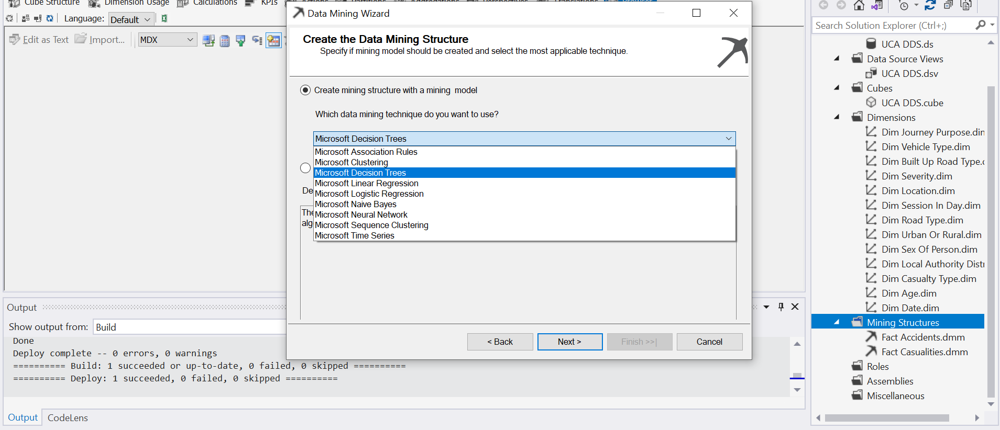 Cube Structure Dimension Usage Calculations KPIs Actions Partitions Aggregations Perspectives Translations Browser
Language: Default
Edit as Text Import... MDX
Data Mining Wizard
Create the Data Mining Structure
Specify if mining model should be created and select the most applicable technique.
Create mining structure with a mining model
Which data mining technique do you want to use?
Microsoft Decision Trees
Microsoft Association Rules
Microsoft Clustering
Microsoft Decision Trees
Microsoft Linear Regression
Microsoft Logistic Regression
Microsoft Naive Bayes
Microsoft Neural Network
Microsoft Sequence Clustering
Microsoft Time Series
De
The
alg
< Back Next > Finish >>| Cancel
Output
Show output from: Build
Done
Deploy complete -- 0 errors, 0 warnings
========== Build: 1 succeeded or up-to-date, 0 failed, 0 skipped ==========
========== Deploy: 1 succeeded, 0 failed, 0 skipped ==========
Output CodeLens
Search Solution Explorer (Ctrl+;)
UCA DDS.ds
Data Source Views
UCA DDS.dsv
Cubes
UCA DDS.cube
Dimensions
Dim Journey Purpose.dim
Dim Vehicle Type.dim
Dim Built Up Road Type.
Dim Severity.dim
Dim Location.dim
Dim Session In Day.dim
Dim Road Type.dim
Dim Urban Or Rural.dim
Dim Sex Of Person.dim
Dim Local Authority Dist
Dim Casualty Type.dim
Dim Age.dim
Dim Date.dim
Mining Structures
Fact Accidents.dmm
Fact Casualities.dmm
Roles
Assemblies
Miscellaneous